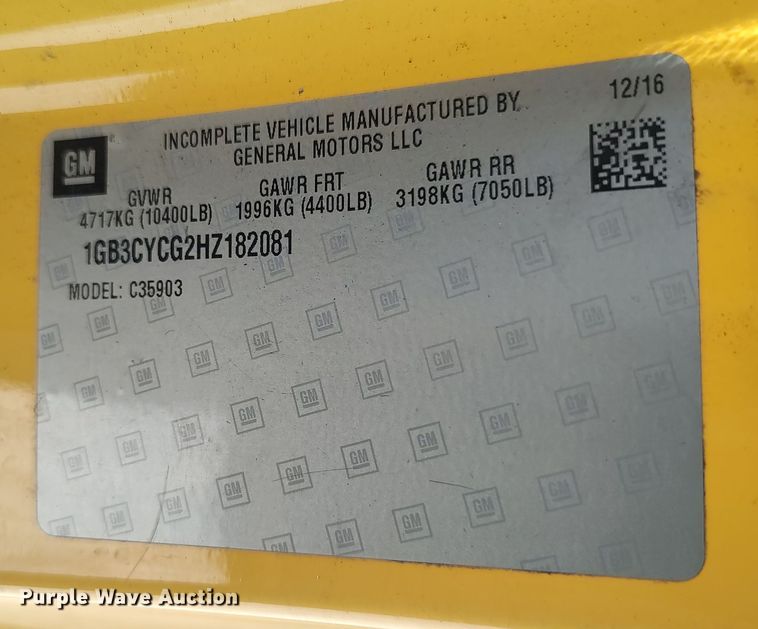 12/16
GM
INCOMPLETE VEHICLE MANUFACTURED BY
GENERAL MOTORS LLC
GVWR GAWR FRT GAWR RR
4717KG (10400LB) 1996KG (4400LB) 3198KG (7050LB)
1GB3CYCG2HZ182081
MODEL: C35903
Purple Wave Auction